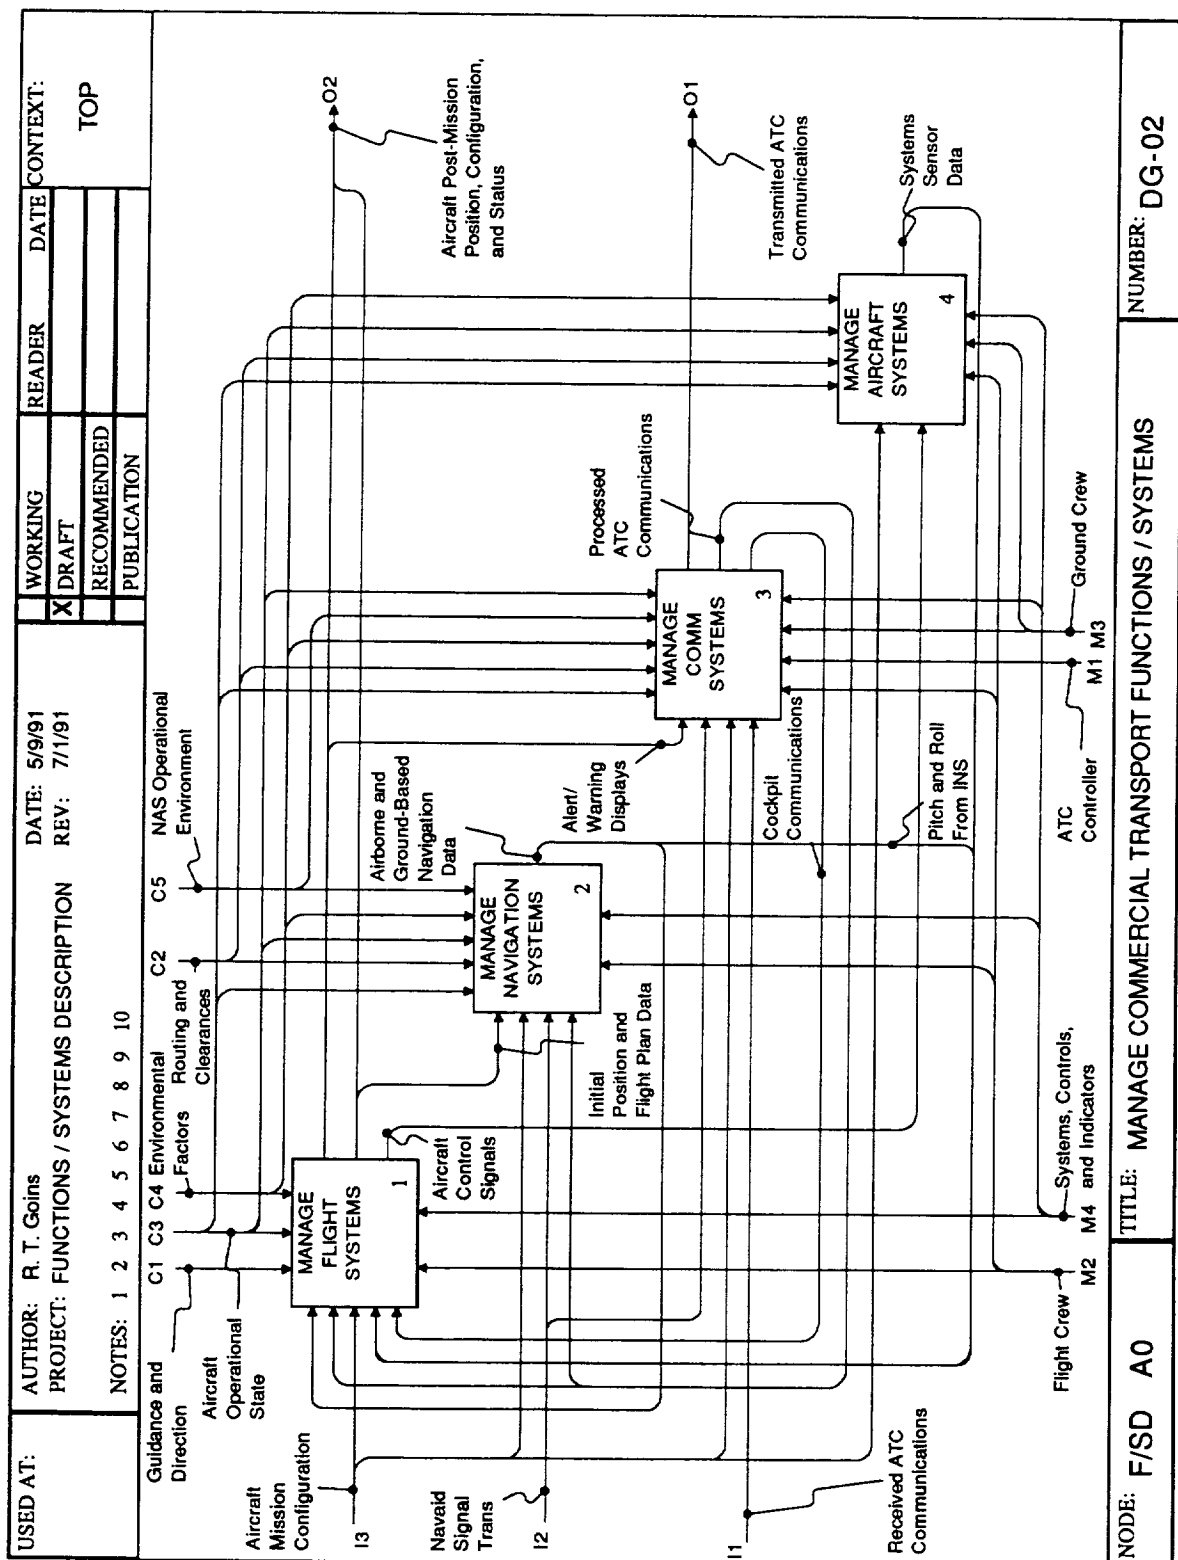 USED AT:
AUTHOR: R. T. Goins
DATE: 5/9/91
PROJECT: FUNCTIONS / SYSTEMS DESCRIPTION
REV: 7/1/91
NOTES: 1 2 3 4 5 6 7 8 9 10
WORKING
X DRAFT
RECOMMENDED
PUBLICATION
READER
DATE
CONTEXT:
TOP
Guidance and
Direction
C1
C3
C4
Environmental
Factors
Routing and
Clearances
C2
C5
NAS Operational
Environment
Aircraft
Operational
State
Aircraft
Mission
Configuration
I3
Navaid
Signal
Trans
I2
I1
Received ATC
Communications
MANAGE
FLIGHT
SYSTEMS
1
Aircraft
Control
Signals
Initial
Position and
Flight Plan Data
MANAGE
NAVIGATION
SYSTEMS
2
Airborne and
Ground-Based
Navigation
Data
Alert/
Warning
Displays
MANAGE
COMM
SYSTEMS
3
Processed
ATC
Communications
Cockpit
Communications
Pitch and Roll
From INS
MANAGE
AIRCRAFT
SYSTEMS
4
Systems
Sensor
Data
O2
Aircraft Post-Mission
Position, Configuration,
and Status
O1
Transmitted ATC
Communications
Flight Crew
M2
M4
Systems, Controls,
and Indicators
ATC
Controller
M1
M3
Ground Crew
NODE: F/SD A0
TITLE: MANAGE COMMERCIAL TRANSPORT FUNCTIONS / SYSTEMS
NUMBER: DG-02